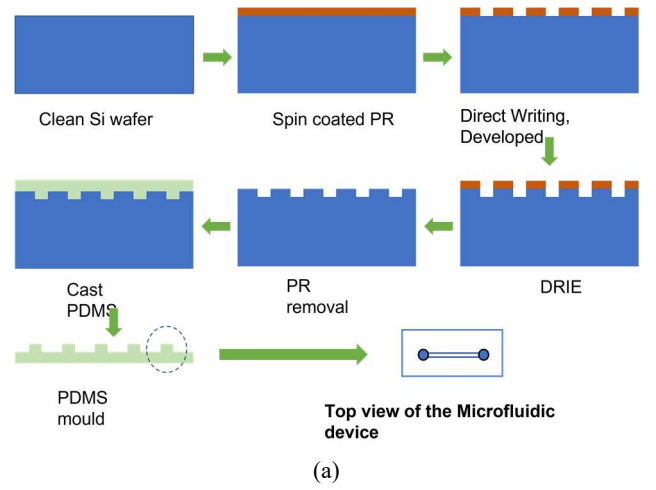 Clean Si wafer
Spin coated PR
Direct Writing,
Developed
DRIE
PR
removal
Cast
PDMS
PDMS
mould
Top view of the Microfluidic
device
(a)